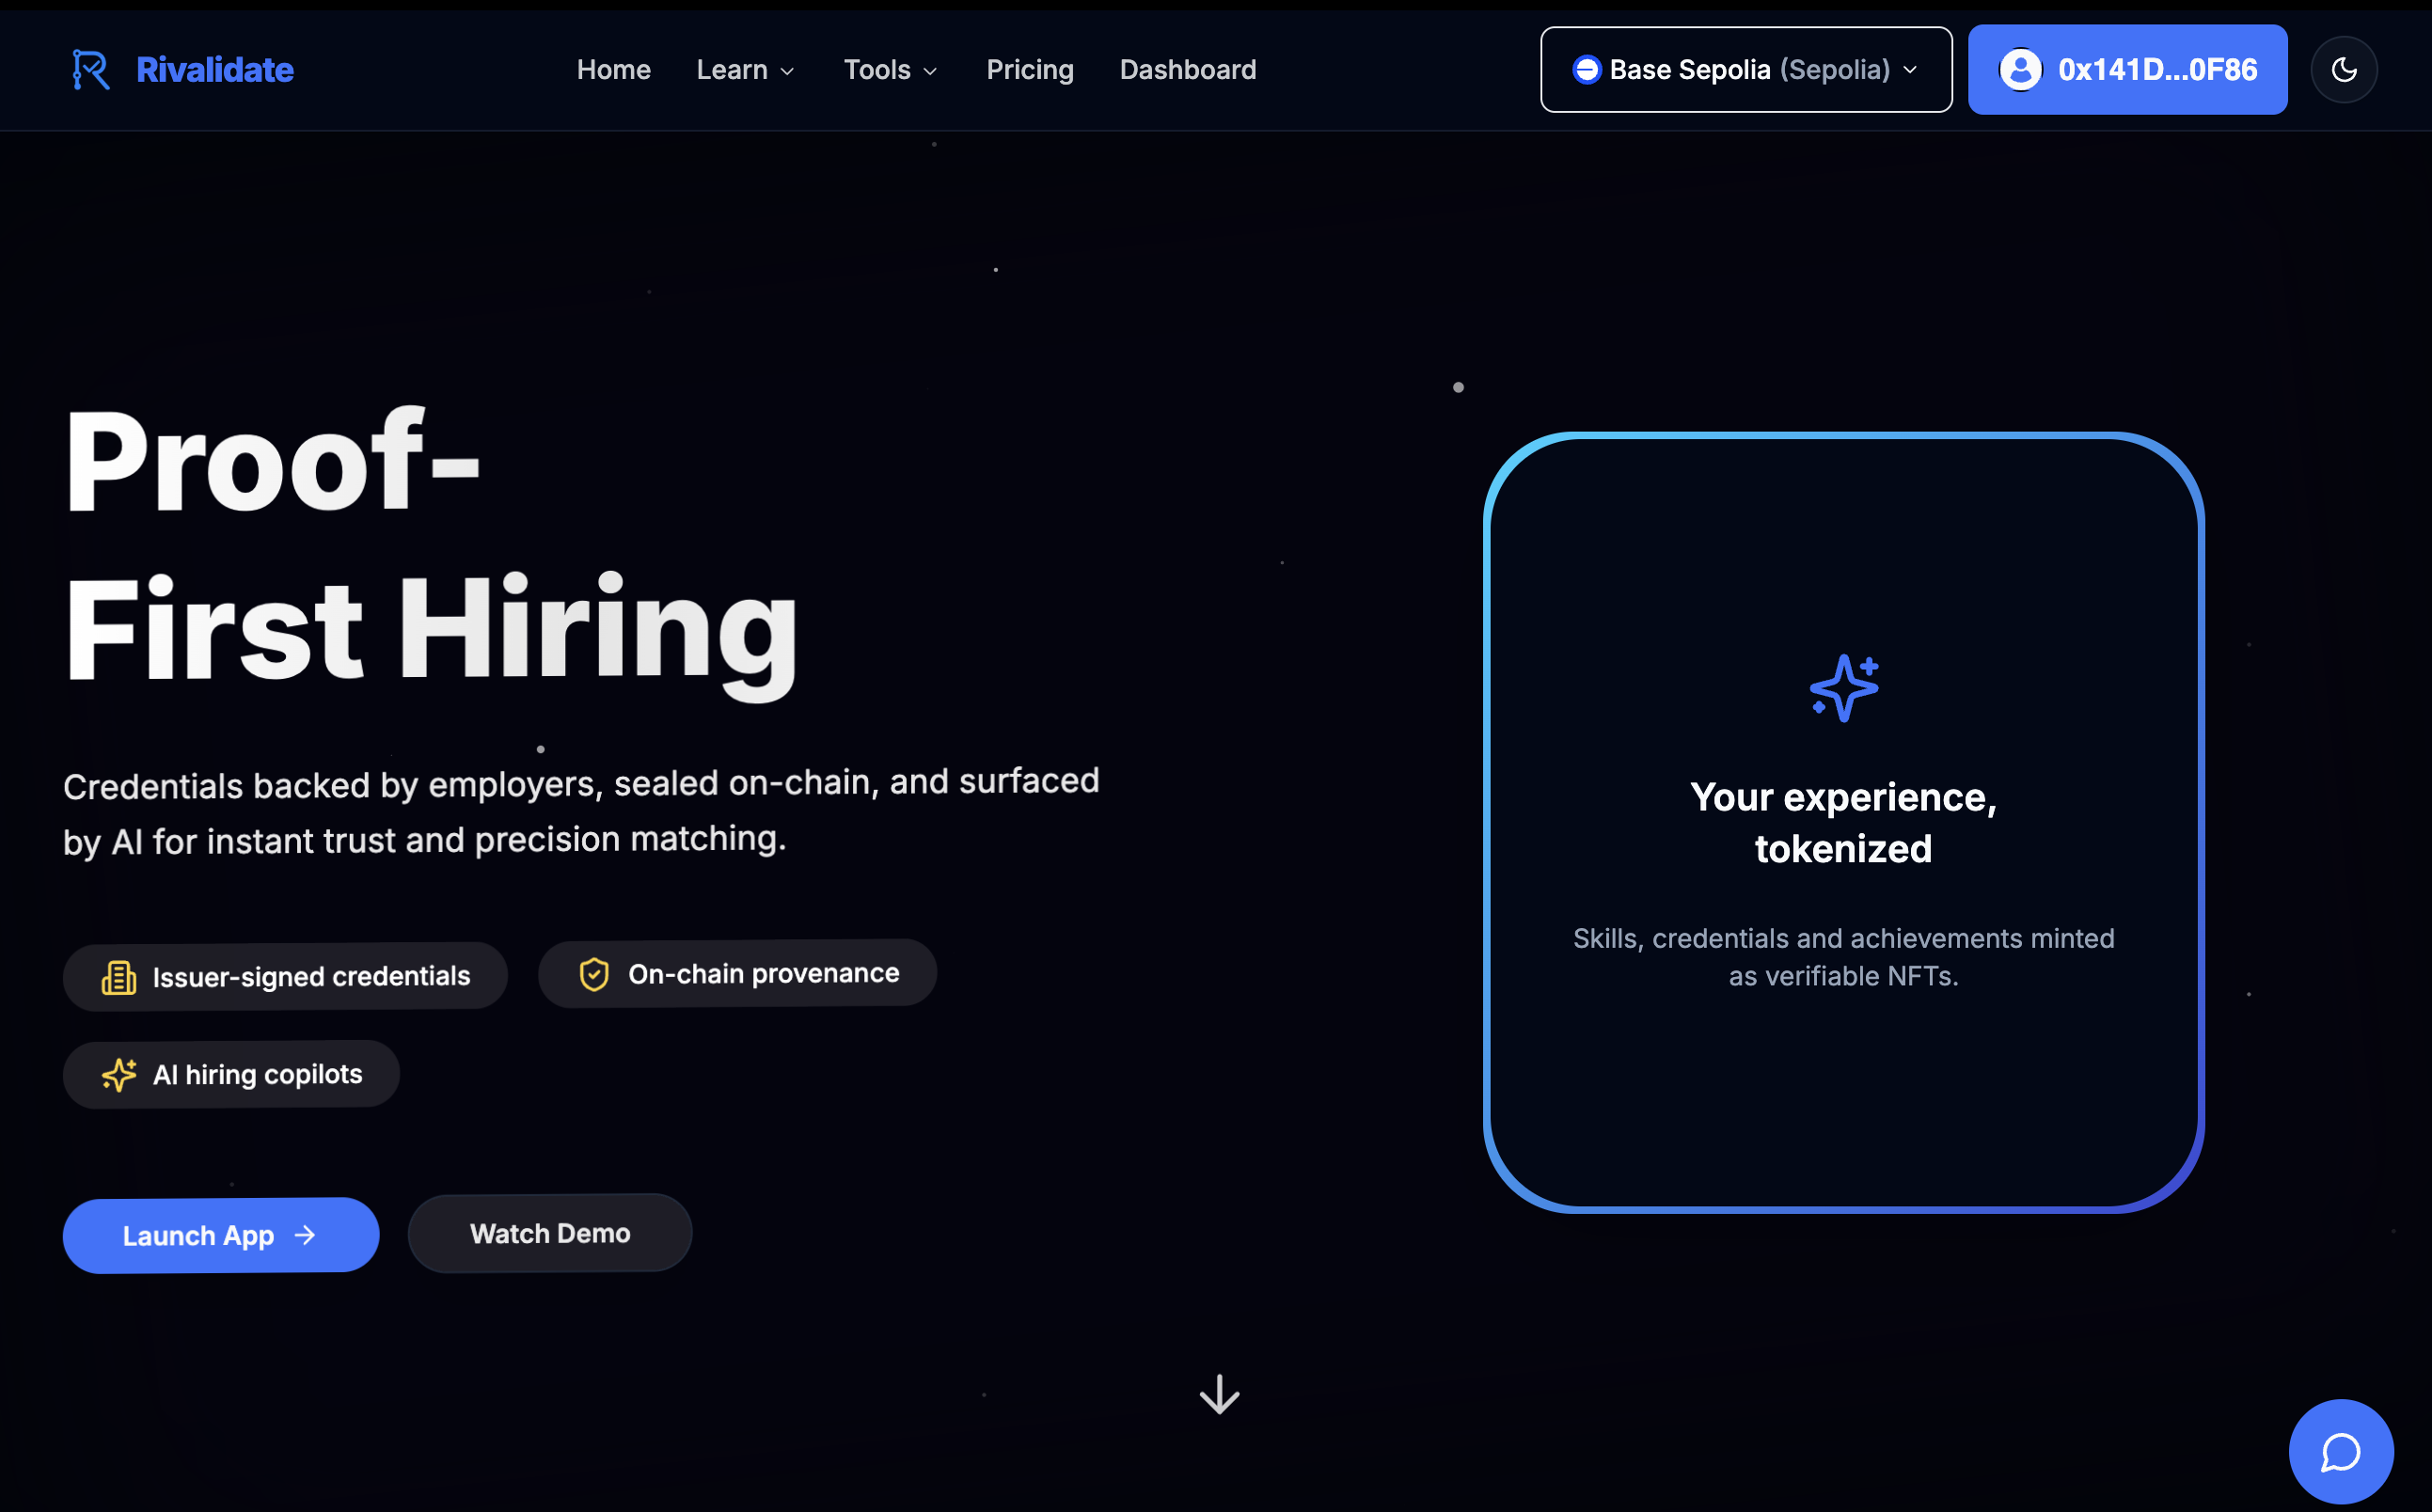 Rivalidate
Home
Learn
Tools
Pricing
Dashboard
Base Sepolia (Sepolia)
0x141D...0F86
Proof-
First Hiring
Credentials backed by employers, sealed on-chain, and surfaced
by AI for instant trust and precision matching.
Issuer-signed credentials
On-chain provenance
AI hiring copilots
Launch App
Watch Demo
Your experience,
tokenized
Skills, credentials and achievements minted
as verifiable NFTs.